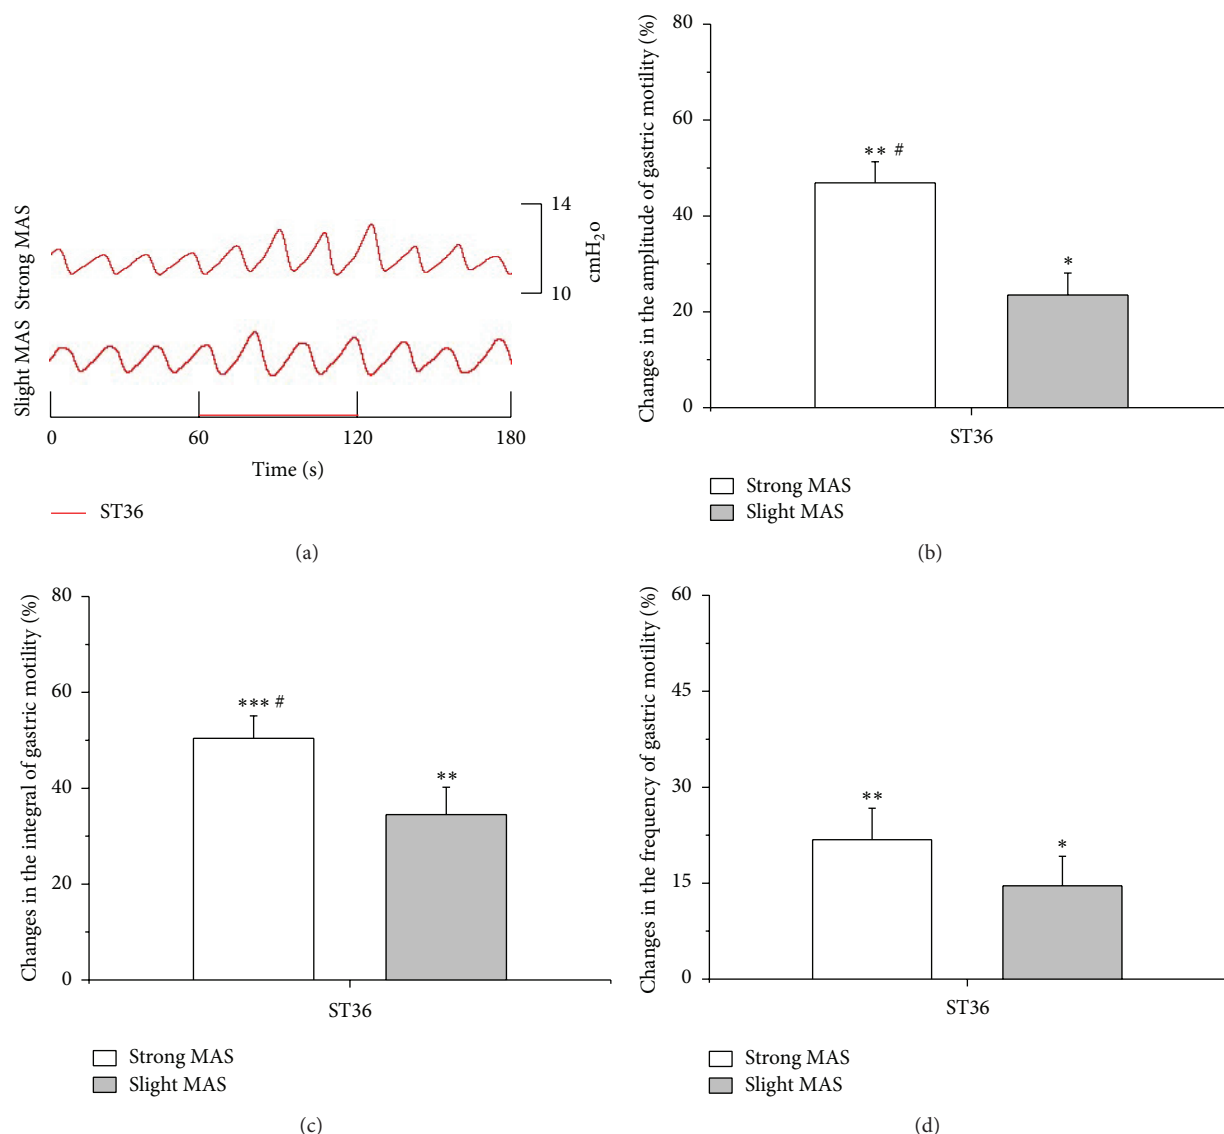 Strong MAS
Slight MAS
14
10
cmH₂o
0
60
120
180
Time (s)
ST36
(a)
Changes in the amplitude of gastric motility (%)
80
60
40
20
0
** #
*
ST36
Strong MAS
Slight MAS
(b)
Changes in the integral of gastric motility (%)
80
60
40
20
0
*** #
**
ST36
Strong MAS
Slight MAS
(c)
Changes in the frequency of gastric motility (%)
60
45
30
15
0
**
*
ST36
Strong MAS
Slight MAS
(d)